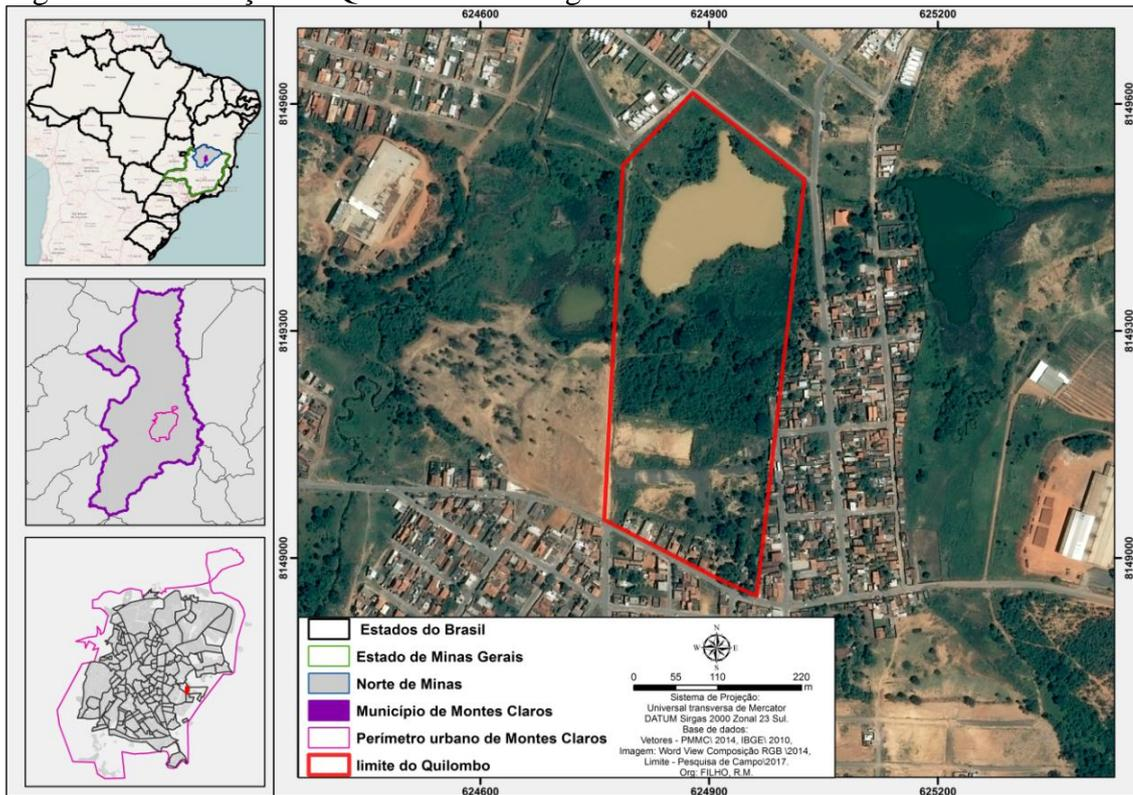 624600 624900 625200
8149600
8149300
8149000
Estados do Brasil
Estado de Minas Gerais
Norte de Minas
Município de Montes Claros
Perímetro urbano de Montes Claros
limite do Quilombo
N
W E
S
0 55 110 220
m
Sistema de Projeção:
Universal transversa de Mercator
DATUM Sirgas 2000 Zonal 23 Sul.
Base de dados:
Vetores - PMMC\ 2014, IBGE\ 2010,
Imagem: Word View Composição RGB \2014,
Limite - Pesquisa de Campo\2017.
Org: FILHO, R.M.
8149600
8149300
8149000
624600 624900 625200